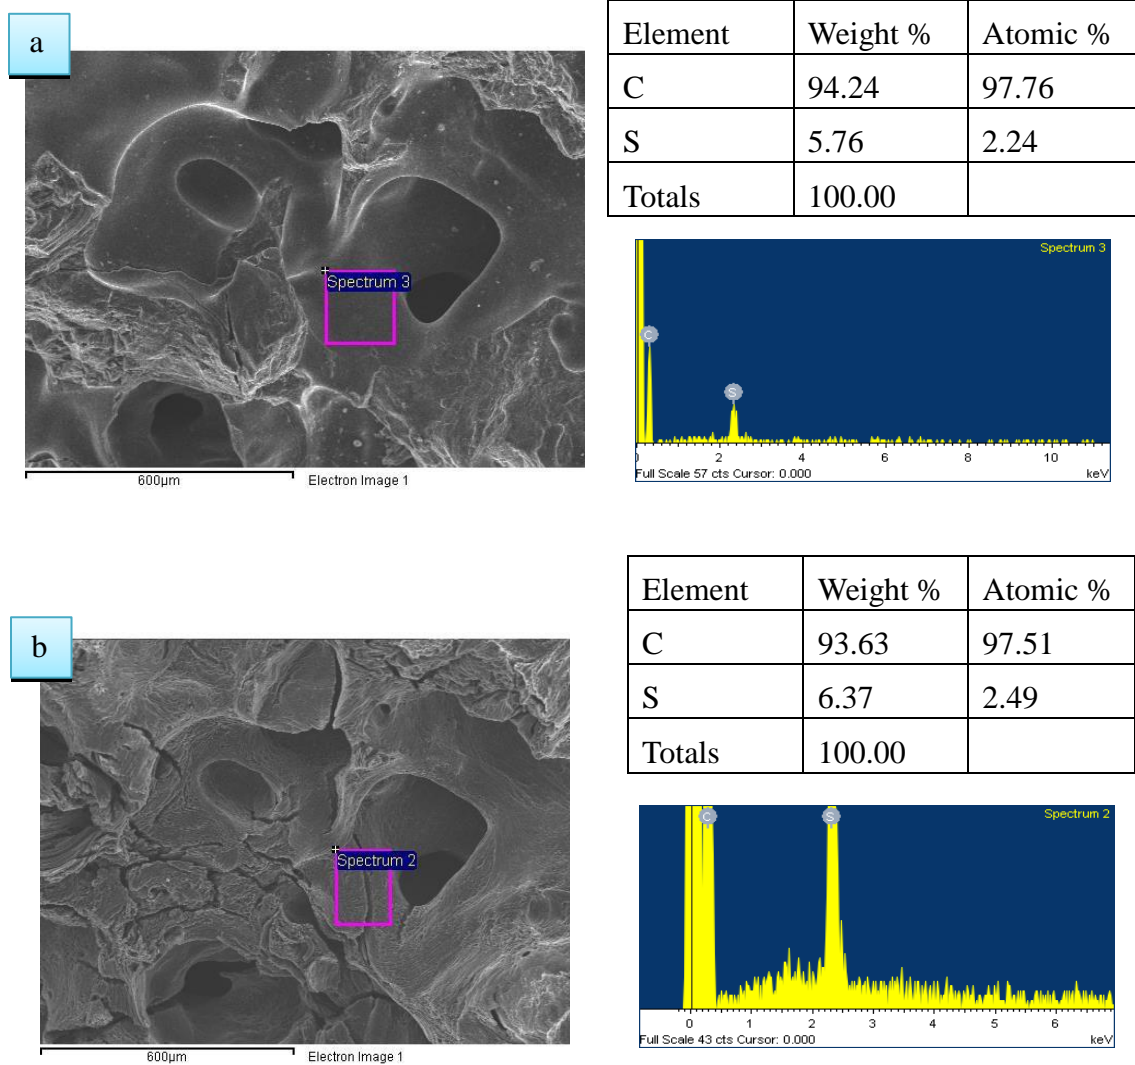 a
Element Weight % Atomic %
C 94.24 97.76
S 5.76 2.24
Totals 100.00
Spectrum 3
600µm Electron Image 1
Spectrum 3
C
S
0 2 4 6 8 10
Full Scale 57 cts Cursor: 0.000 keV
b
Element Weight % Atomic %
C 93.63 97.51
S 6.37 2.49
Totals 100.00
Spectrum 2
600µm Electron Image 1
Spectrum 2
C S
0 1 2 3 4 5 6
Full Scale 43 cts Cursor: 0.000 keV